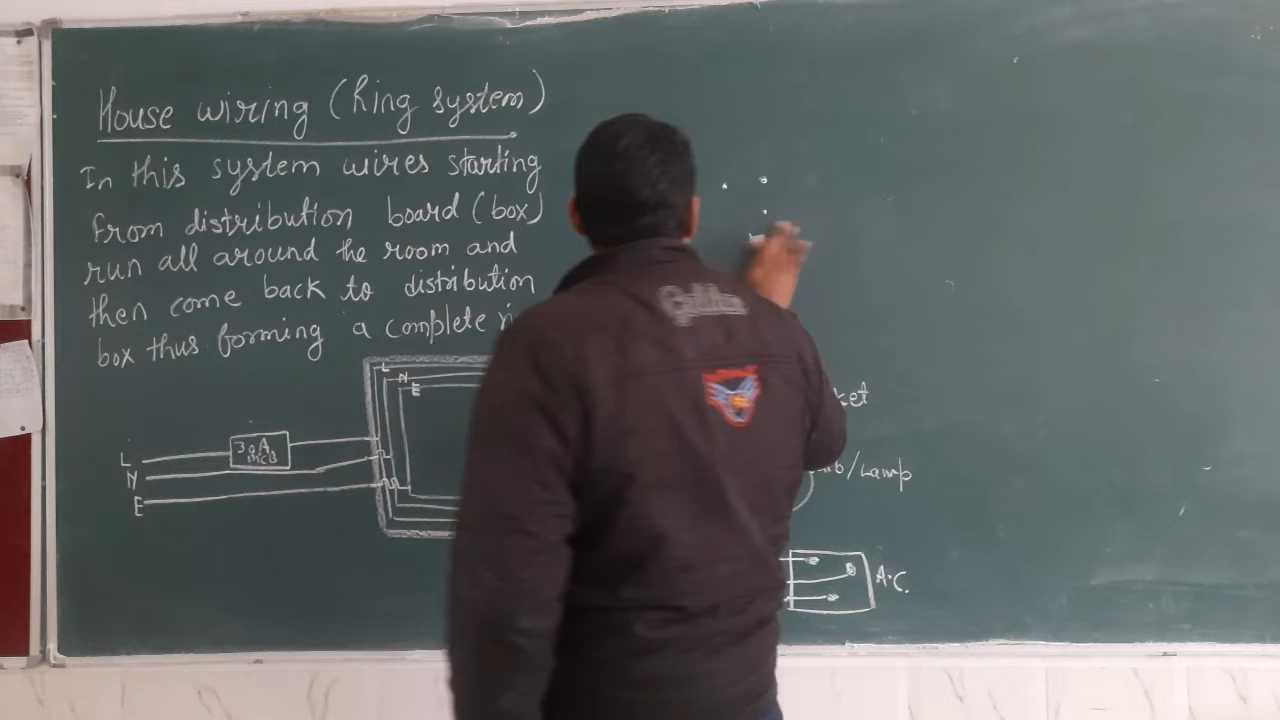 House wiring (Ring system)
In this system wires starting
from distribution board (box)
run all around the room and
then come back to distribution
box thus forming a complete
L
N
E
30A
MCB
L
N
E
/Lamp
A.C.